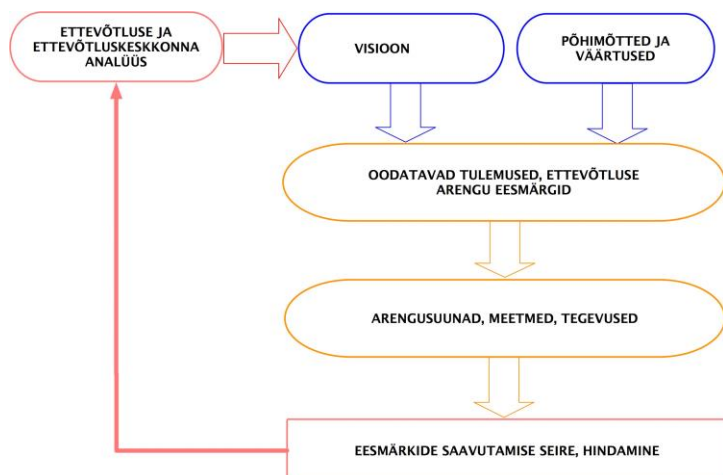 ETTEVÕTLUSE JA
ETTEVÕTLUSKESKKONNA
ANALÜÜS
VISIOON
PÕHIMÕTTED JA
VÄÄRTUSED
OODATAVAD TULEMUSED, ETTEVÕTLUSE
ARENGU EESMÄRGID
ARENGUSUUNAD, MEETMED, TEGEVUSED
EESMÄRKIDE SAAVUTAMISE SEIRE, HINDAMINE